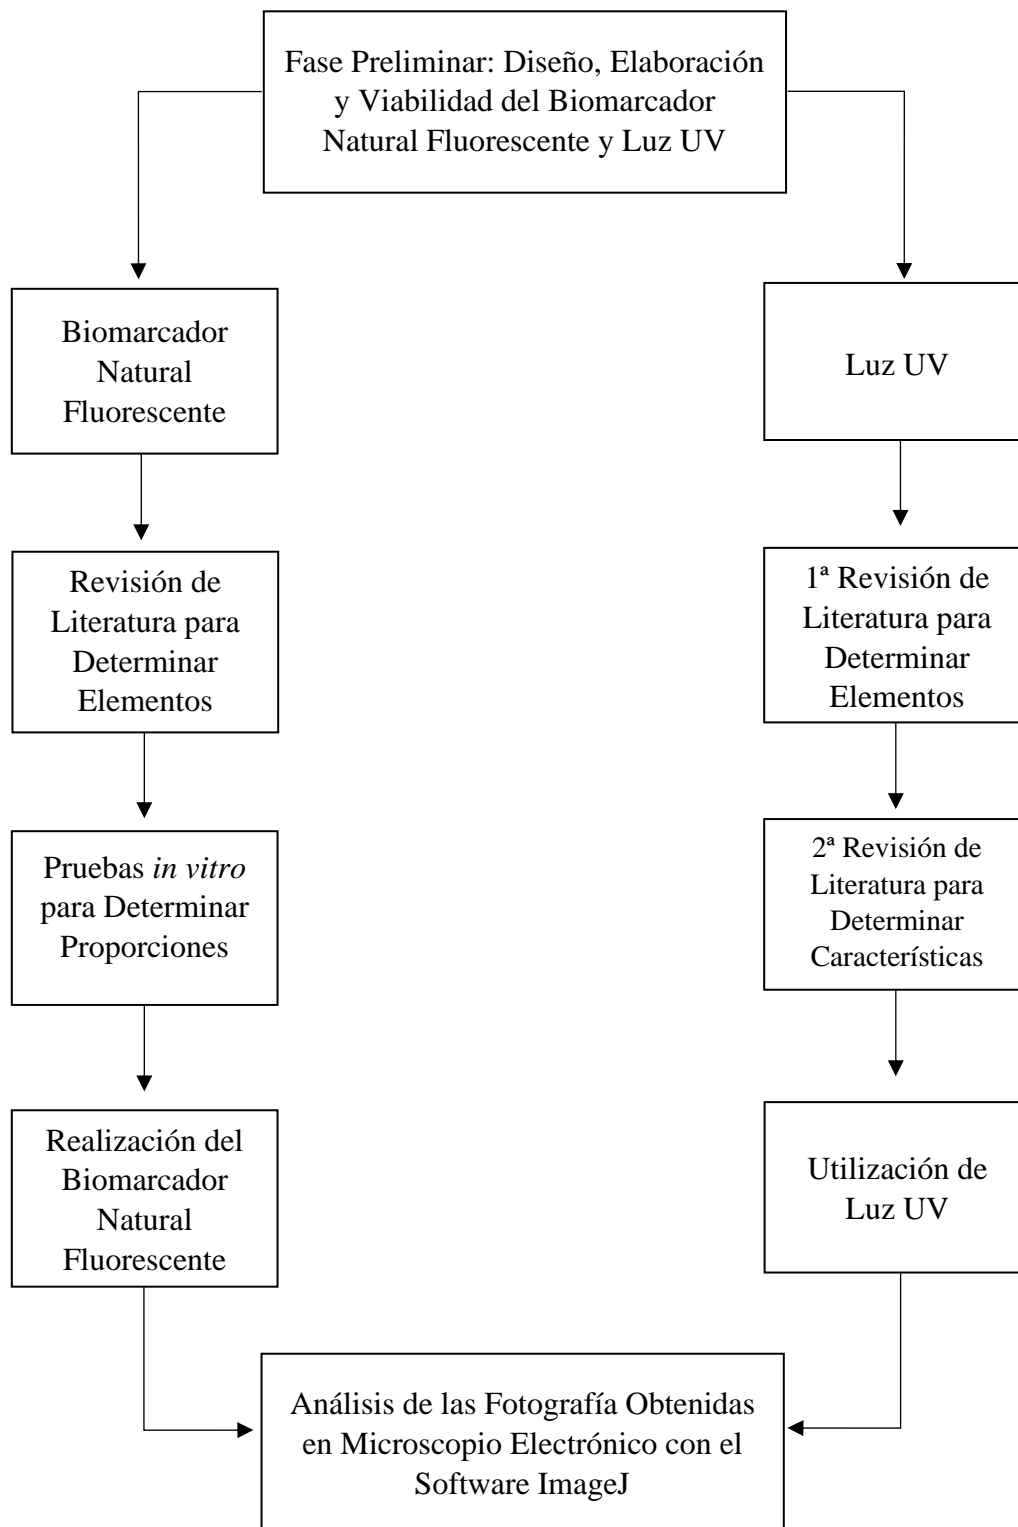 Fase Preliminar: Diseño, Elaboración
y Viabilidad del Biomarcador
Natural Fluorescente y Luz UV
Biomarcador
Natural
Fluorescente
Luz UV
Revisión de
Literatura para
Determinar
Elementos
1ª Revisión de
Literatura para
Determinar
Elementos
Pruebas in vitro
para Determinar
Proporciones
2ª Revisión de
Literatura para
Determinar
Características
Realización del
Biomarcador
Natural
Fluorescente
Utilización de
Luz UV
Análisis de las Fotografía Obtenidas
en Microscopio Electrónico con el
Software ImageJ